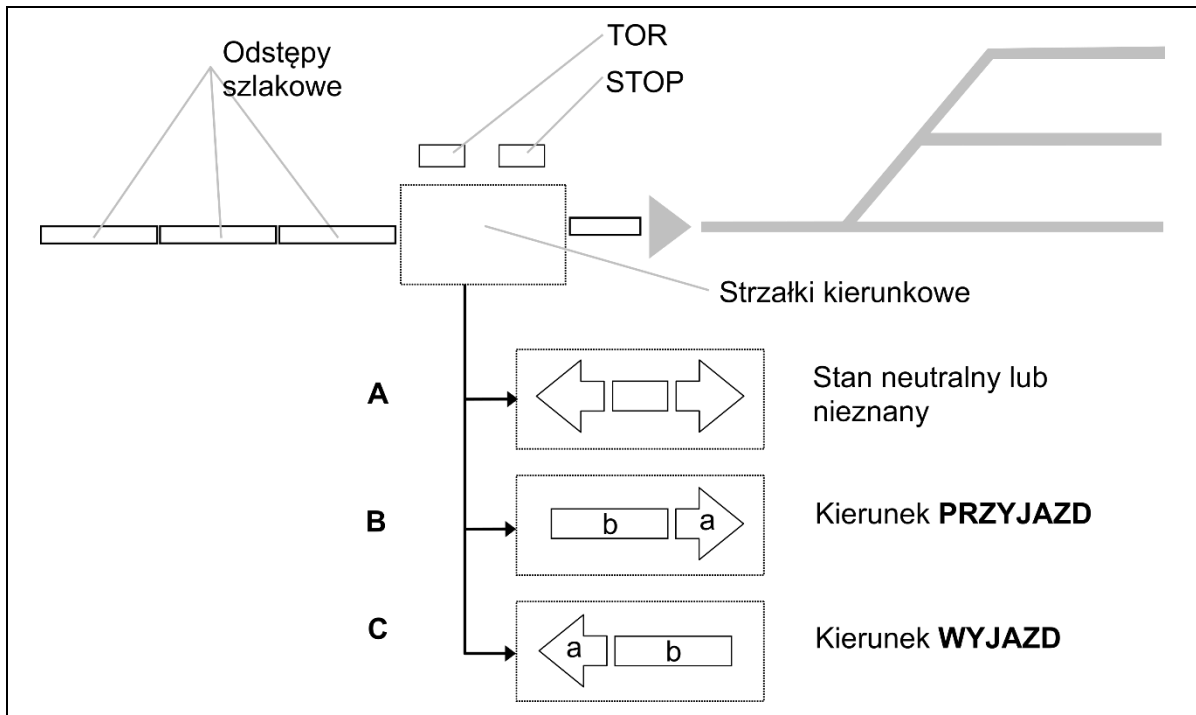 Odstępy
szlakowe
TOR
STOP
Strzałki kierunkowe
A
Stan neutralny lub
nieznany
B
b
a
Kierunek PRZYJAZD
C
a
b
Kierunek WYJAZD